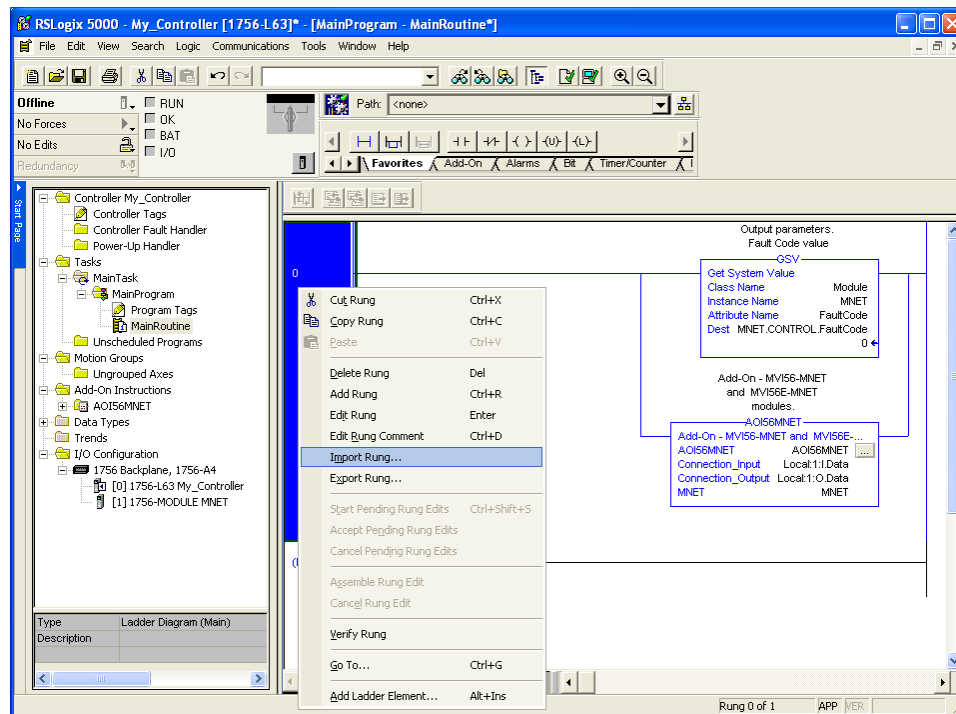 RSLogix 5000 - My_Controller [1756-L63]* - [MainProgram - MainRoutine*]
File Edit View Search Logic Communications Tools Window Help
Offline
No Forces
No Edits
Redundancy
RUN
OK
BAT
I/O
Path: <none>
Favorites Add-On Alarms Bit Timer/Counter
Start Page
Controller My_Controller
Controller Tags
Controller Fault Handler
Power-Up Handler
Tasks
MainTask
MainProgram
Program Tags
MainRoutine
Unscheduled Programs
Motion Groups
Ungrouped Axes
Add-On Instructions
AOI56MNET
Data Types
Trends
I/O Configuration
1756 Backplane, 1756-A4
[0] 1756-L63 My_Controller
[1] 1756-MODULE MNET
Type Ladder Diagram (Main)
Description
0
Cut Rung Ctrl+X
Copy Rung Ctrl+C
Paste Ctrl+V
Delete Rung Del
Add Rung Ctrl+R
Edit Rung Enter
Edit Rung Comment Ctrl+D
Import Rung...
Export Rung...
Start Pending Rung Edits Ctrl+Shift+S
Accept Pending Rung Edits
Cancel Pending Rung Edits
Assemble Rung Edit
Cancel Rung Edit
Verify Rung
Go To... Ctrl+G
Add Ladder Element... Alt+Ins
Output parameters.
Fault Code value
GSV
Get System Value
Class Name Module
Instance Name MNET
Attribute Name FaultCode
Dest MNET.CONTROL.FaultCode
0
Add-On - MVI56-MNET
and MVI56E-MNET
modules.
AOI56MNET
Add-On - MVI56-MNET and MVI56E-...
AOI56MNET AOI56MNET ...
Connection_Input Local:1:I.Data
Connection_Output Local:1:O.Data
MNET MNET
Rung 0 of 1 APP VER